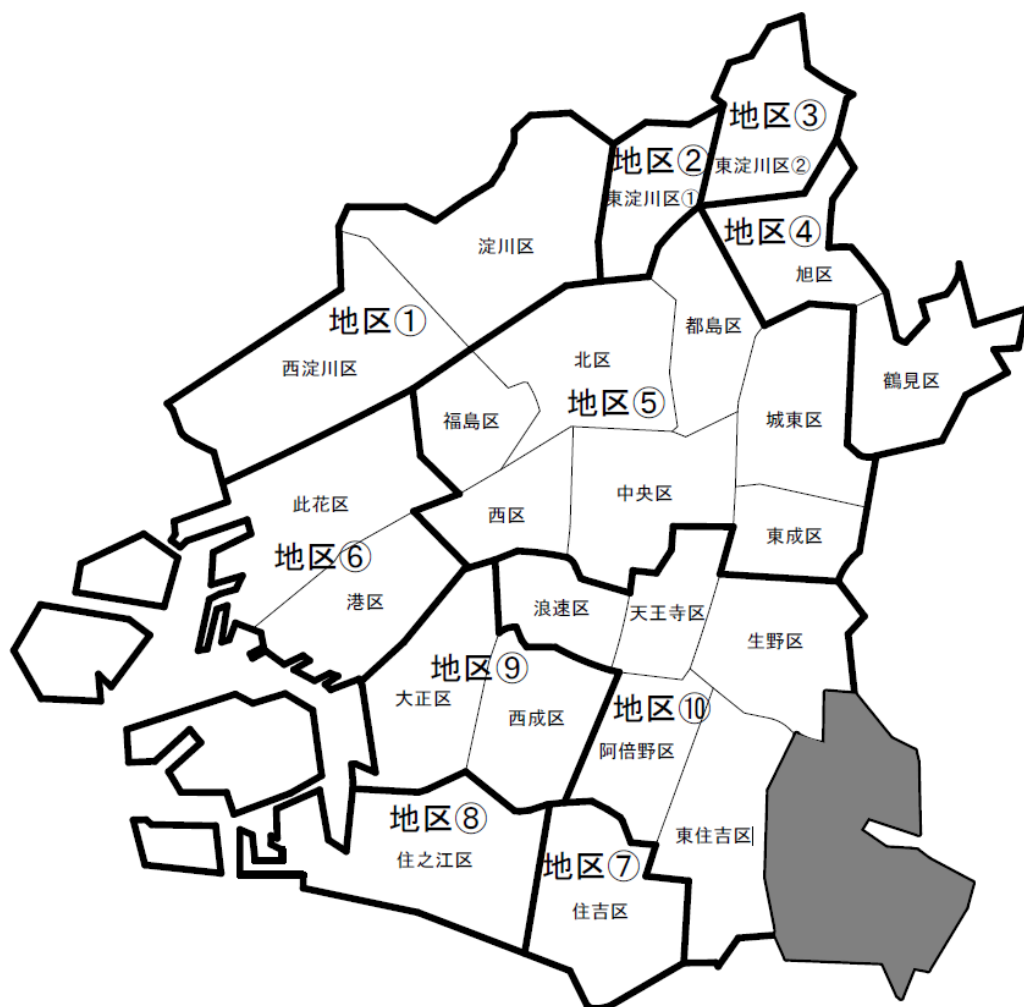 地区③
地区②
東淀川区②
東淀川区①
地区④
淀川区
旭区
地区①
都島区
北区
西淀川区
鶴見区
地区⑤
福島区
城東区
中央区
此花区
西区
東成区
地区⑥
港区
浪速区
天王寺区
生野区
地区⑨
大正区
西成区
地区⑩
阿倍野区
地区⑧
東住吉区
住之江区
地区⑦
住吉区